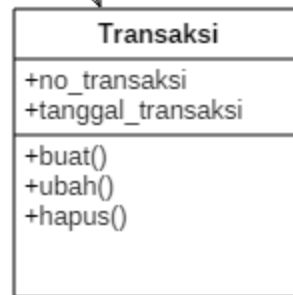 Transaksi
+no_transaksi
+tanggal_transaksi
+buat()
+ubah()
+hapus()